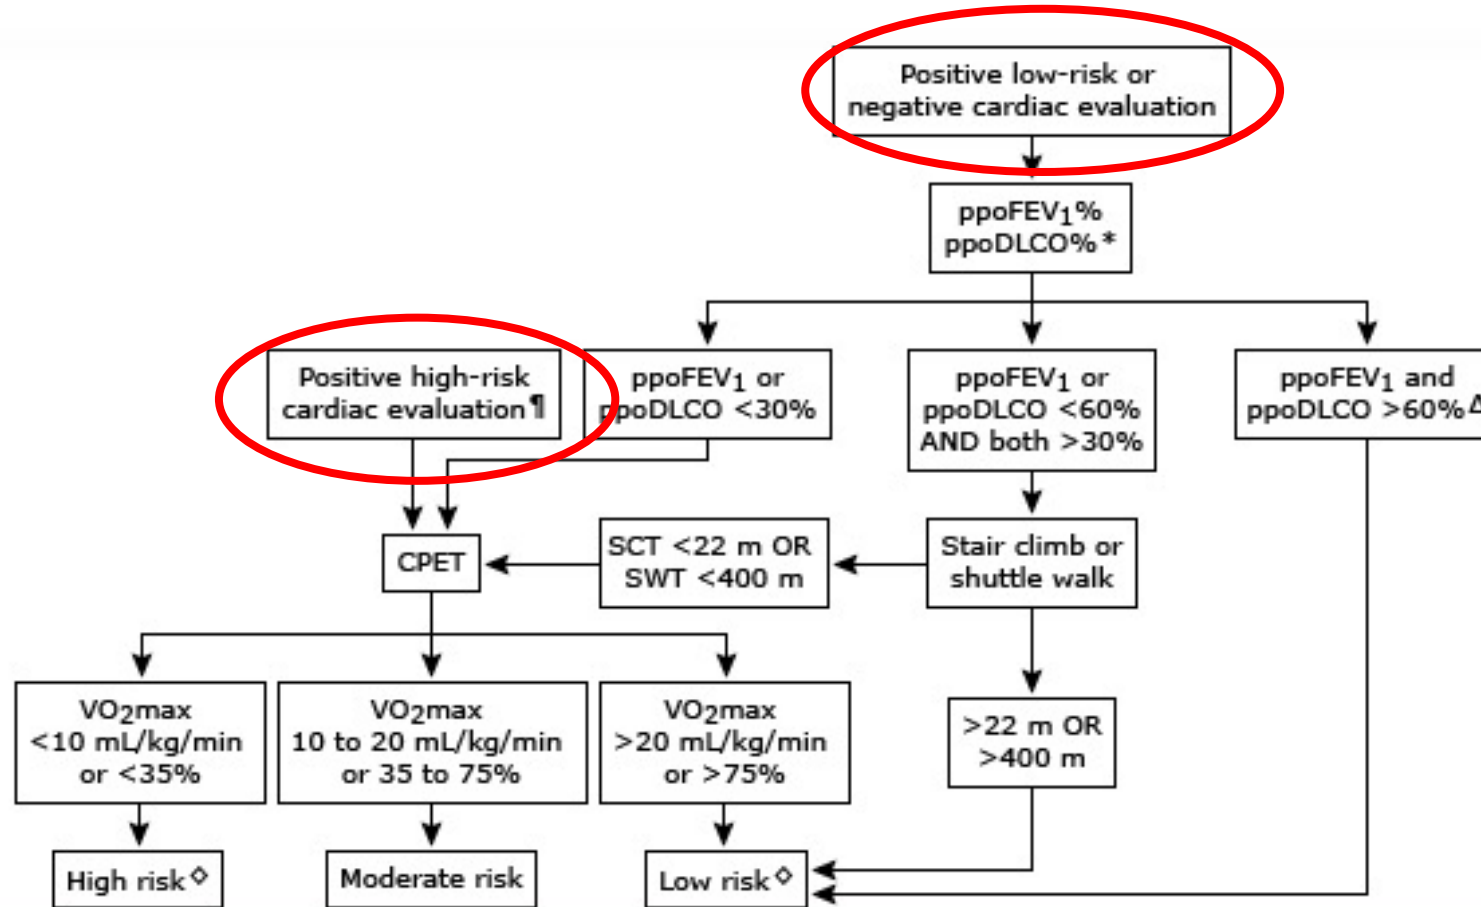 Positive low-risk or
negative cardiac evaluation
ppoFEV₁%
ppoDLCO%*
Positive high-risk
cardiac evaluation¶
ppoFEV₁ or
ppoDLCO <30%
ppoFEV₁ or
ppoDLCO <60%
AND both >30%
ppoFEV₁ and
ppoDLCO >60%Δ
CPET
SCT <22 m OR
SWT <400 m
Stair climb or
shuttle walk
VO₂max
<10 mL/kg/min
or <35%
VO₂max
10 to 20 mL/kg/min
or 35 to 75%
VO₂max
>20 mL/kg/min
or >75%
>22 m OR
>400 m
High risk◇
Moderate risk
Low risk◇